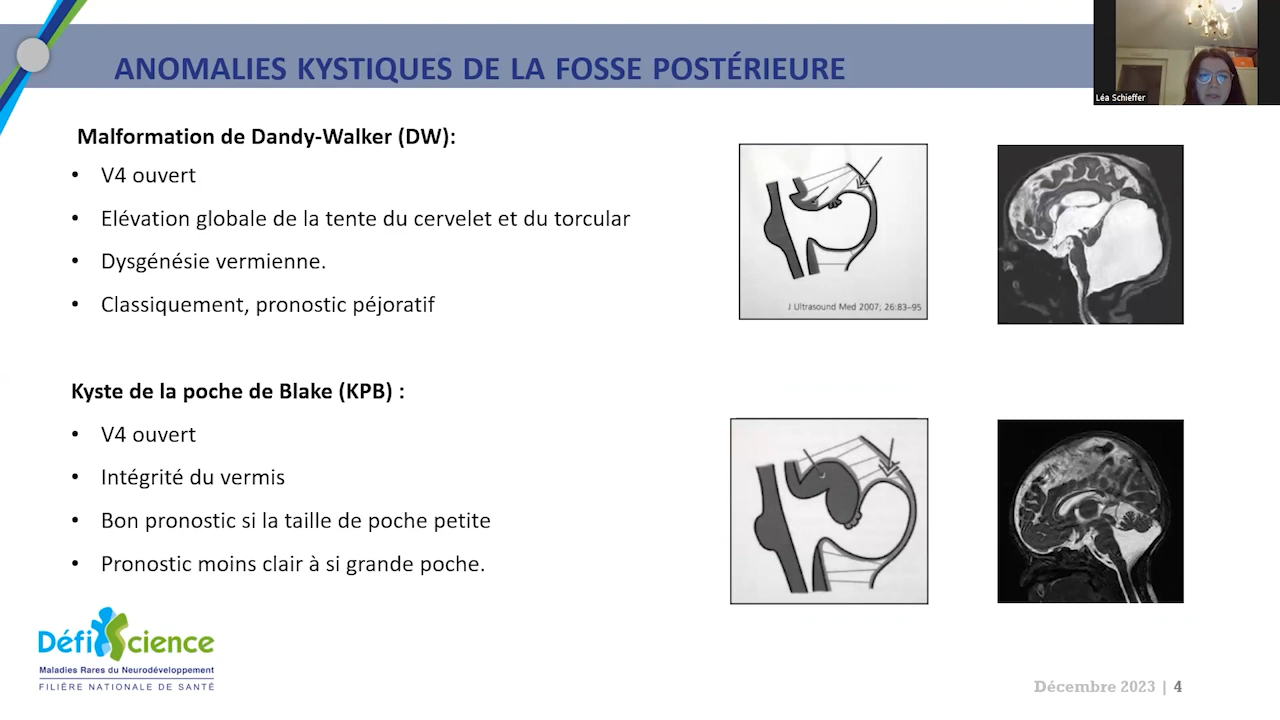 ANOMALIES KYSTIQUES DE LA FOSSE POSTÉRIEURE
Léa Schieffer
Malformation de Dandy-Walker (DW):
• V4 ouvert
• Elévation globale de la tente du cervelet et du torcular
• Dysgénésie vermienne.
• Classiquement, pronostic péjoratif
J Ultrasound Med 2007; 26:83–95
Kyste de la poche de Blake (KPB) :
• V4 ouvert
• Intégrité du vermis
• Bon pronostic si la taille de poche petite
• Pronostic moins clair à si grande poche.
DéfiScience
Maladies Rares du Neurodéveloppement
FILIÈRE NATIONALE DE SANTÉ
Décembre 2023 | 4